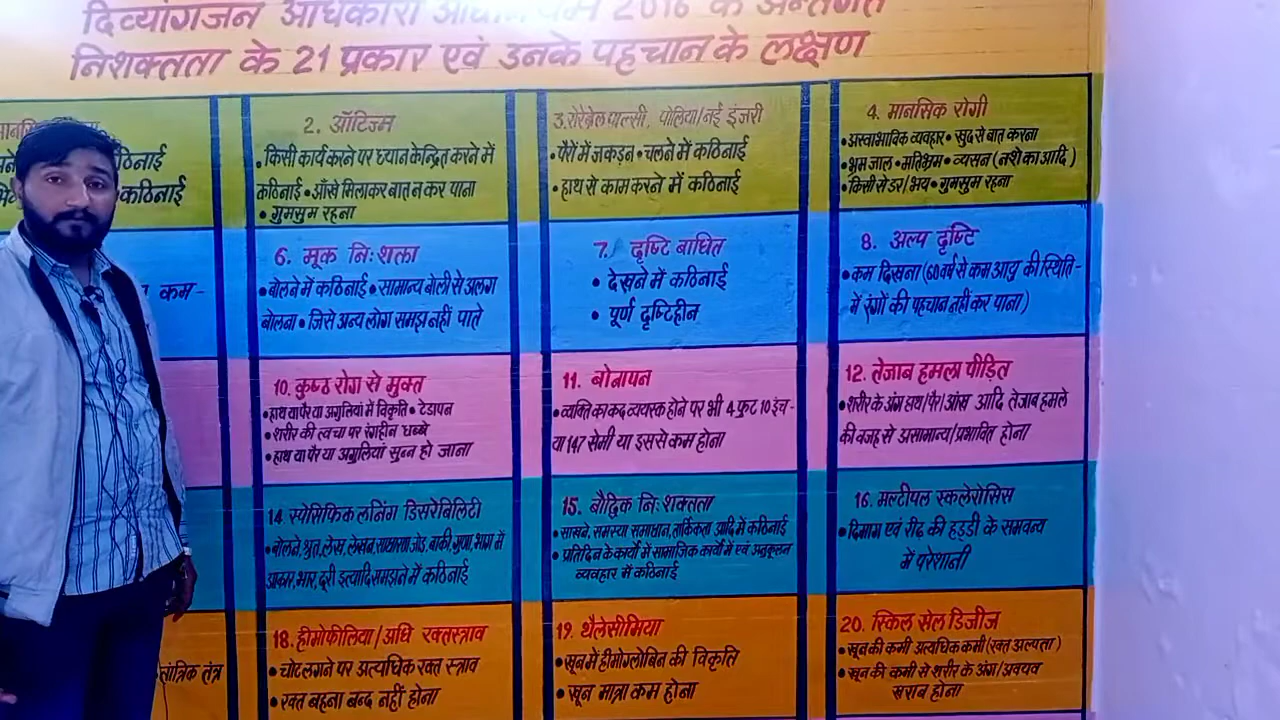 दिव्यांगजन अधिकारी अधिनियम 2016 के अन्तर्गत
निशक्तता के 21 प्रकार एवं उनके पहचान के लक्षण
ठिनाई
कठिनाई
2. ऑटिज्म
• किसी कार्य करने पर ध्यान केन्द्रित करने में
कठिनाई • आँखे मिलाकर बात न कर पाना
• गुमसुम रहना
3. सेरेब्रेल पाल्सी, पोलियो/नई इंजरी
• पैरो में जकड़न • चलने में कठिनाई
• हाथ से काम करने में कठिनाई
4. मानसिक रोगी
• अस्वाभाविक व्यवहार • खुद से बात करना
• भ्रम जाल • मतिभ्रम • व्यसन (नशे का आदि)
• किसी से डर/भय • गुमसुम रहना
कम -
6. मूक निःशक्त
• बोलने में कठिनाई • सामान्य बोली से अलग
बोलना • जिसे अन्य लोग समझ नहीं पाते
7. दृष्टि बाधित
• देखने में कठिनाई
• पूर्ण दृष्टिहीन
8. अल्प दृष्टि
• कम दिखना (60 वर्ष से कम आयु की स्थिति -
में रंगों की पहचान नहीं कर पाना)
10. कुष्ठ रोग से मुक्त
• हाथ या पैर या अगुलियां में विकृति • टेडापन
• शरीर की त्वचा पर रंगहीन धब्बे
• हाथ या पैर या अगुलियां सुन्न हो जाना
11. बोनापन
• व्यक्ति का कद व्यवस्क होने पर भी 4 फुट 10 इंच -
या 147 सेमी या इससे कम होना
12. तेजाब हमला पीड़ित
• शरीर के अंग हाथ/पैर/आंख आदि तेजाब हमले
की वजह से असामान्य/प्रभावित होना
14 स्पेसिफिक लर्निंग डिसऐबिलिटी
• बोलने, श्रुत लेख, लेखन, साधारण जोड़, बाकी, गुणा, भाग में
आकार, भार, दूरी इत्यादि समझने में कठिनाई
15. बौद्विक निःशक्तता
• सीखने, समस्या समाधान, तार्किकता आदि में कठिनाई
• प्रतिदिन के कार्यो में सामाजिक कार्यो में एवं अनुकूलन
व्यवहार में कठिनाई
16. मल्टीपल स्कलेरोसिस
• दिमाग एवं रीढ़ की हड्डी के समवन्य
में परेशानी
तांत्रिक तंत्र
18. हीमोफीलिया/अधि रक्तस्त्राव
• चोट लगने पर अत्यधिक रक्त स्त्राव
• रक्त बहना बन्द नहीं होना
19. थैलेसीमिया
• खून में हीमोग्लोबिन की विकृति
• खून मात्रा कम होना
20. स्किल सेल डिजीज
• खून की कमी अत्यधिक कमी (रक्त अल्पता)
• खून की कमी से शरीर के अंग/अवयव
खराब होना